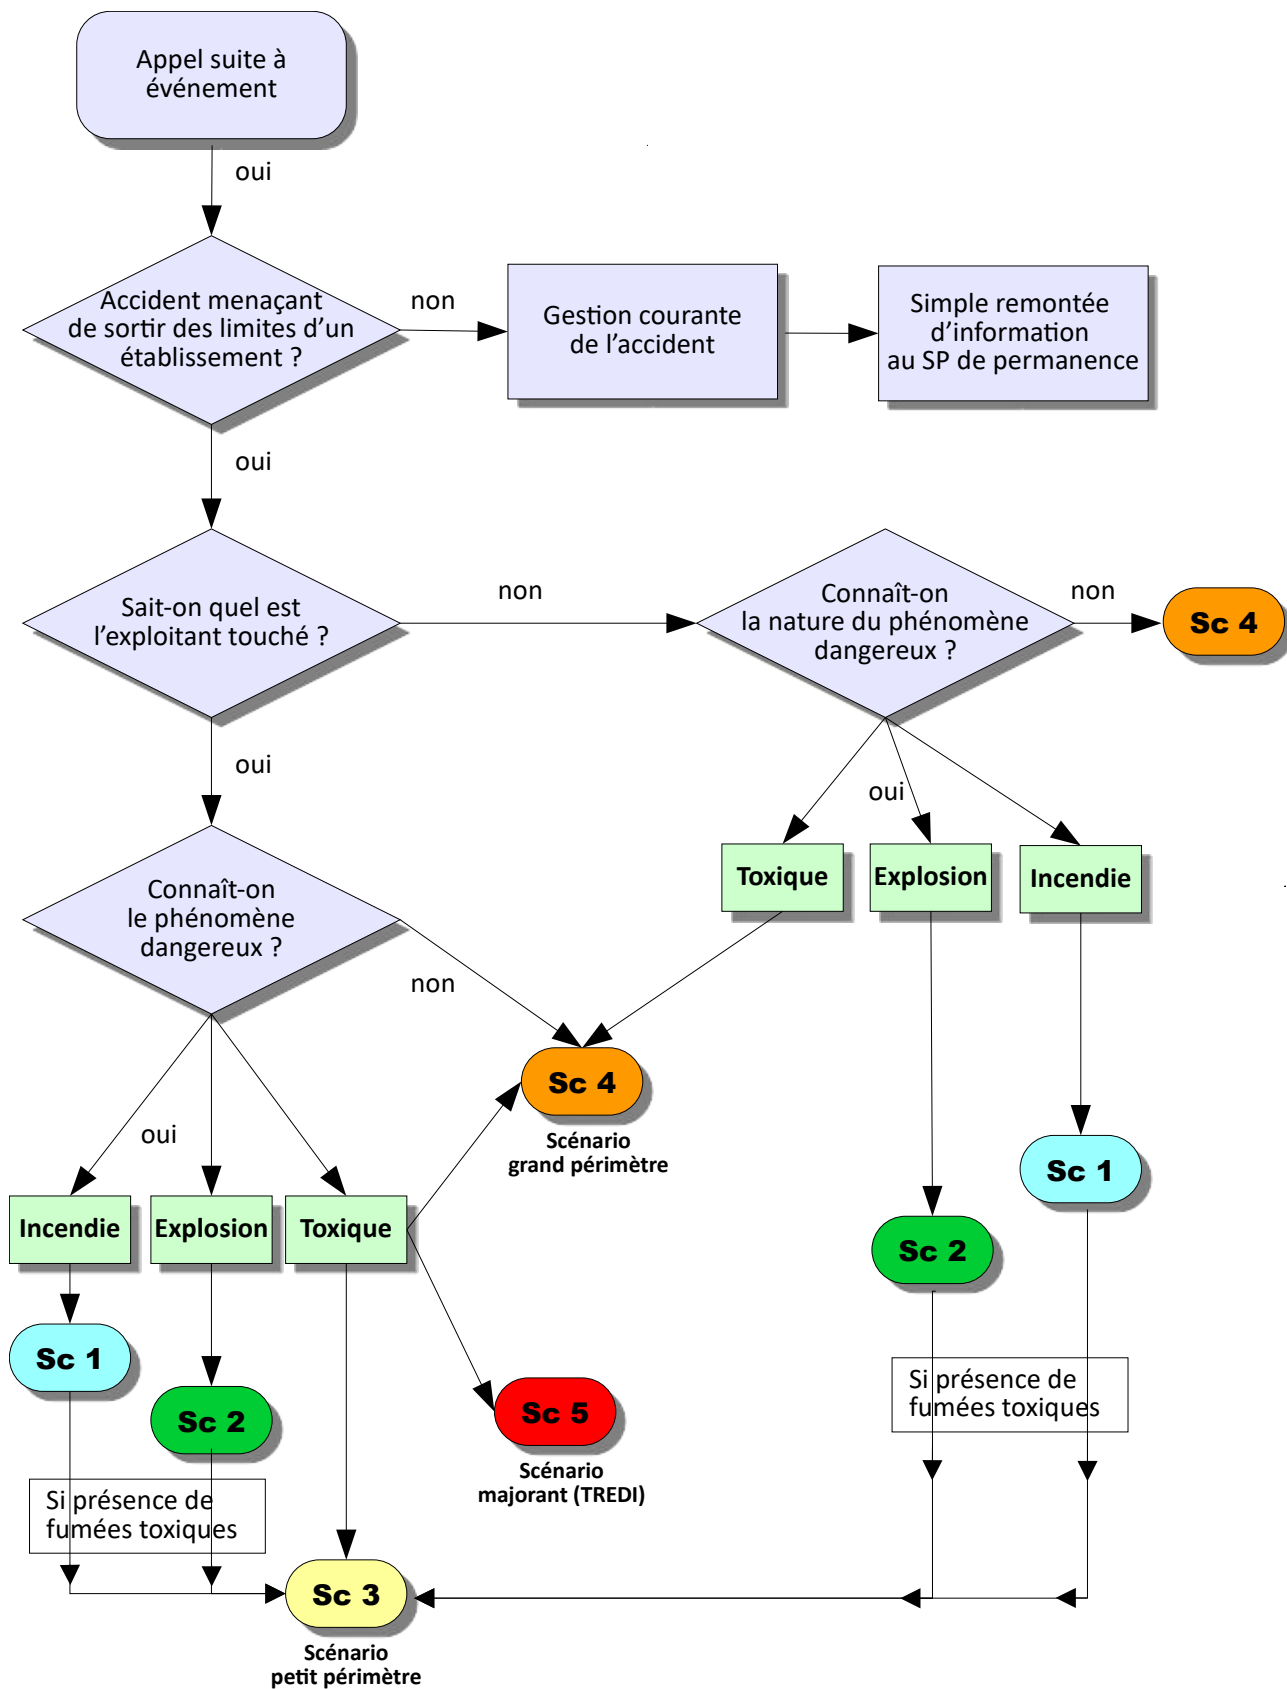 Appel suite à
événement
oui
Accident menaçant
de sortir des limites d’un
établissement ?
non
Gestion courante
de l’accident
Simple remontée
d’information
au SP de permanence
oui
Sait-on quel est
l’exploitant touché ?
non
Connaît-on
la nature du phénomène
dangereux ?
non
Sc 4
oui
oui
Toxique
Explosion
Incendie
Connaît-on
le phénomène
dangereux ?
non
Sc 4
Scénario
grand périmètre
oui
Sc 1
Incendie
Explosion
Toxique
Sc 2
Sc 1
Sc 2
Sc 5
Scénario
majorant (TREDI)
Si présence de
fumées toxiques
Si présence de
fumées toxiques
Sc 3
Scénario
petit périmètre